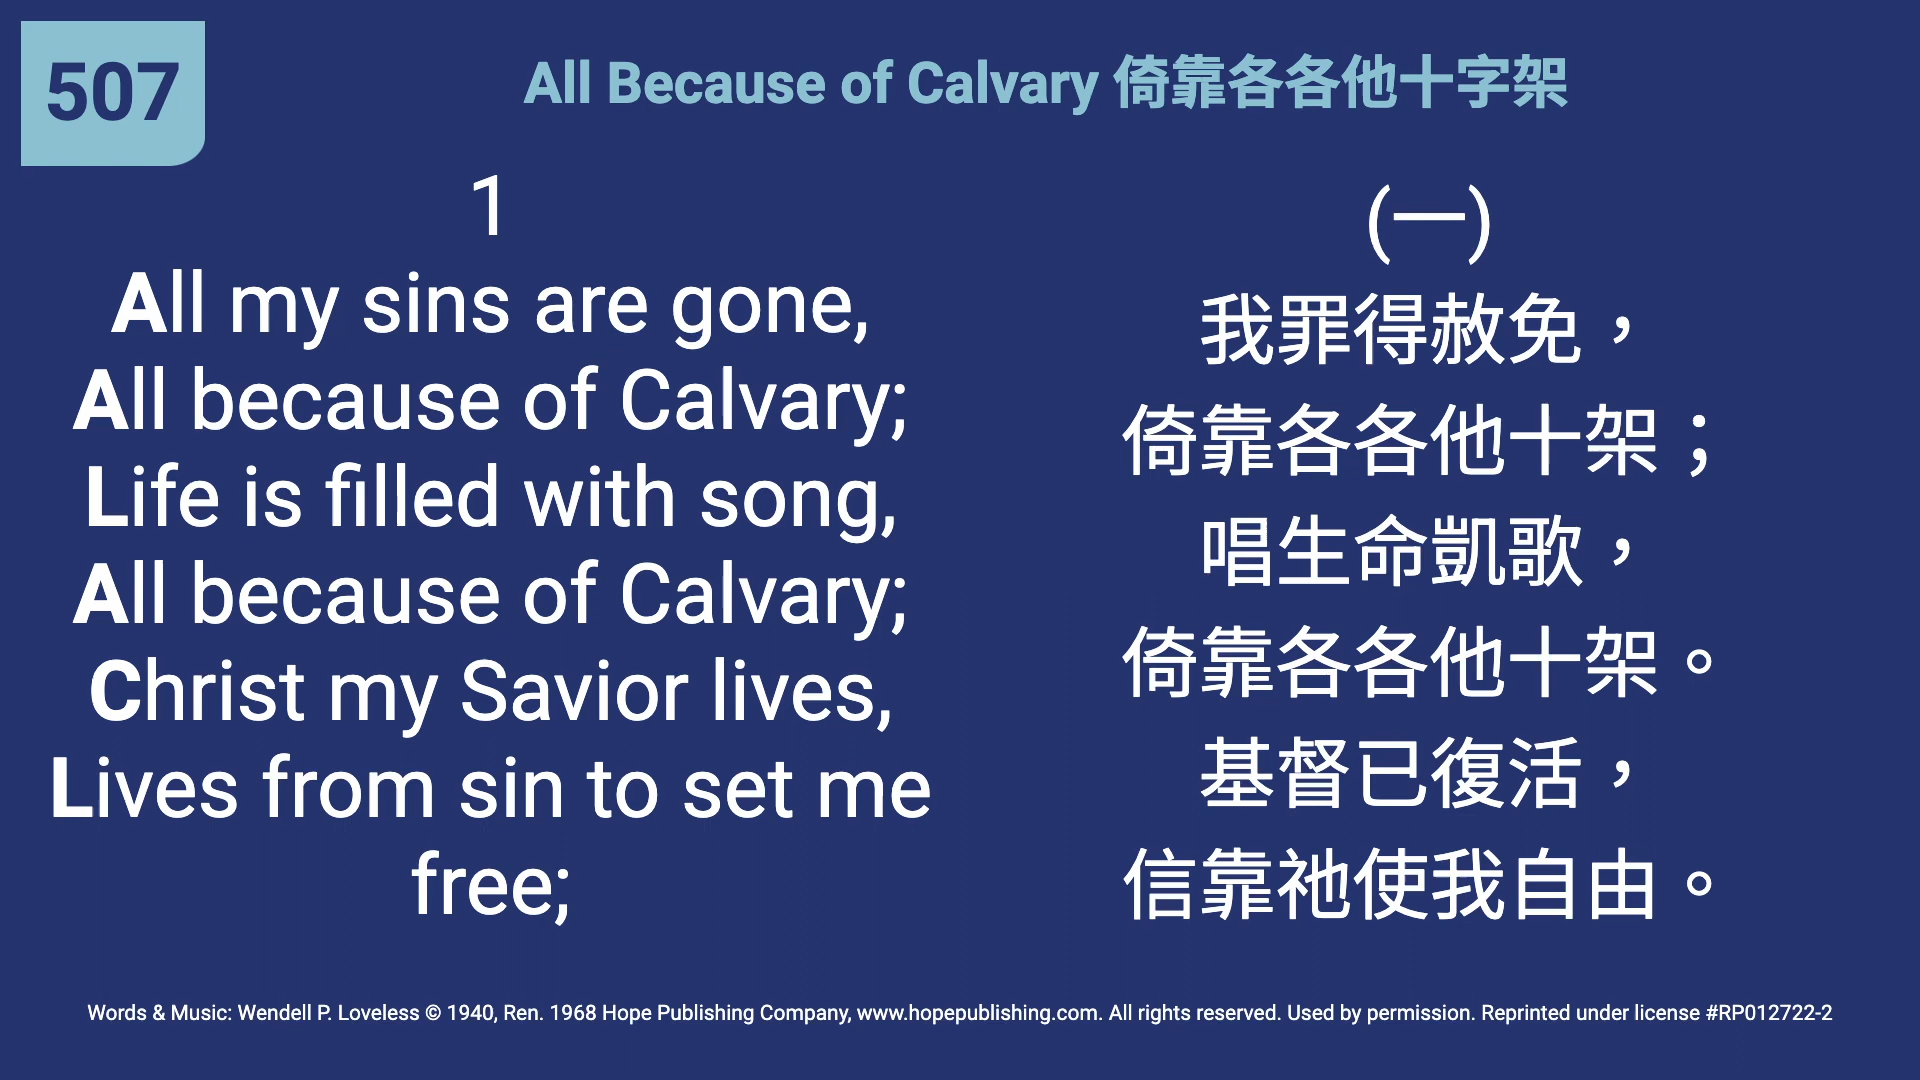 507
All Because of Calvary 倚靠各各他十字架
1
All my sins are gone,
All because of Calvary;
Life is filled with song,
All because of Calvary;
Christ my Savior lives,
Lives from sin to set me
free;
(一)
我罪得赦免，
倚靠各各他十架；
唱生命凱歌，
倚靠各各他十架。
基督已復活，
信靠祂使我自由。
Words & Music: Wendell P. Loveless © 1940, Ren. 1968 Hope Publishing Company, www.hopepublishing.com. All rights reserved. Used by permission. Reprinted under license #RP012722-2